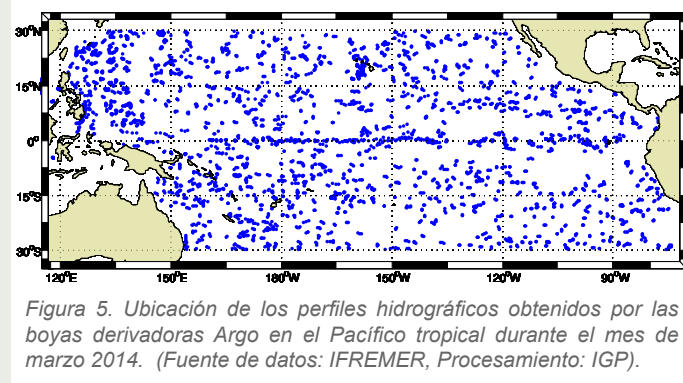 30°N
15°N
0°
15°S
30°S
120°E 150°E 180°W 150°W 120°W 90°W
Figura 5. Ubicación de los perfiles hidrográficos obtenidos por las
boyas derivadoras Argo en el Pacífico tropical durante el mes de
marzo 2014. (Fuente de datos: IFREMER, Procesamiento: IGP).